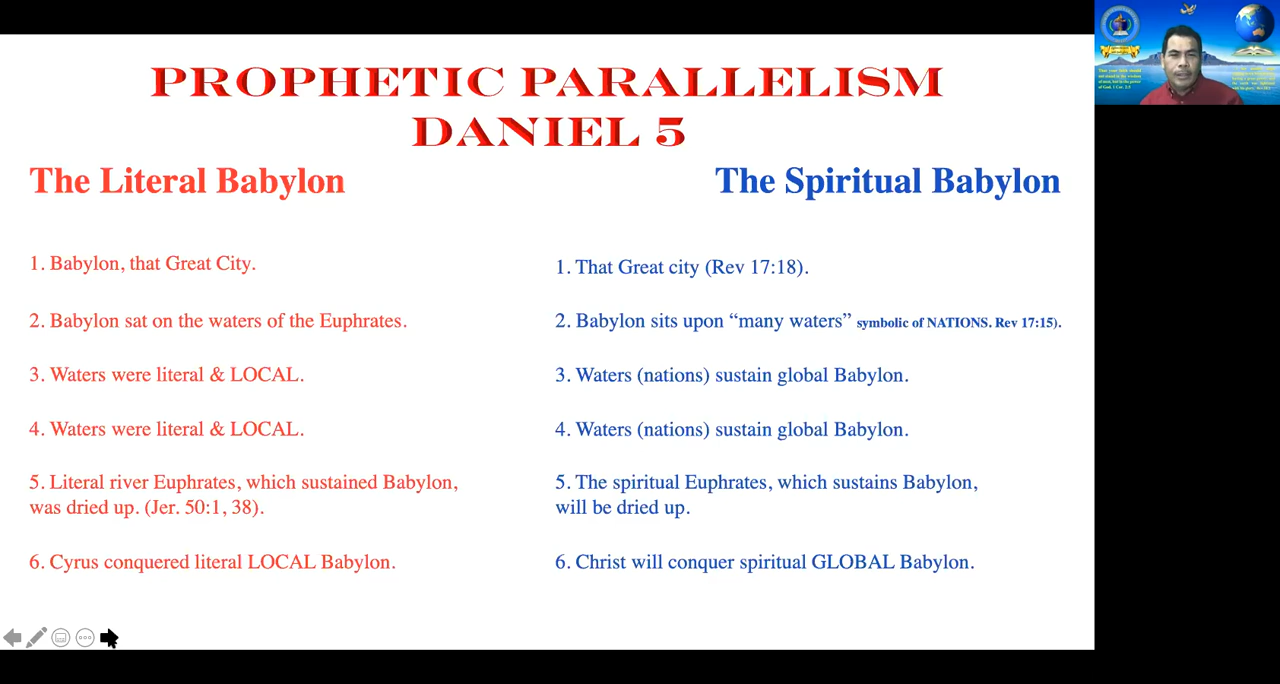 PROPHETIC PARALLELISM
DANIEL 5
The Literal Babylon
1. Babylon, that Great City.
2. Babylon sat on the waters of the Euphrates.
3. Waters were literal & LOCAL.
4. Waters were literal & LOCAL.
5. Literal river Euphrates, which sustained Babylon,
was dried up. (Jer. 50:1, 38).
6. Cyrus conquered literal LOCAL Babylon.
The Spiritual Babylon
1. That Great city (Rev 17:18).
2. Babylon sits upon “many waters” symbolic of NATIONS. Rev 17:15).
3. Waters (nations) sustain global Babylon.
4. Waters (nations) sustain global Babylon.
5. The spiritual Euphrates, which sustains Babylon,
will be dried up.
6. Christ will conquer spiritual GLOBAL Babylon.